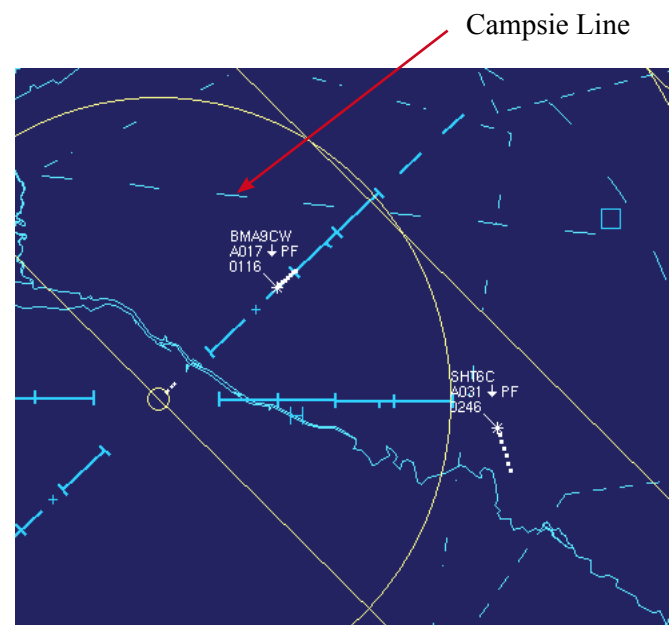 Campsie Line
BMA9CW
A017 ↓ PF
0116
SHT6C
A031 ↓ PF
0246